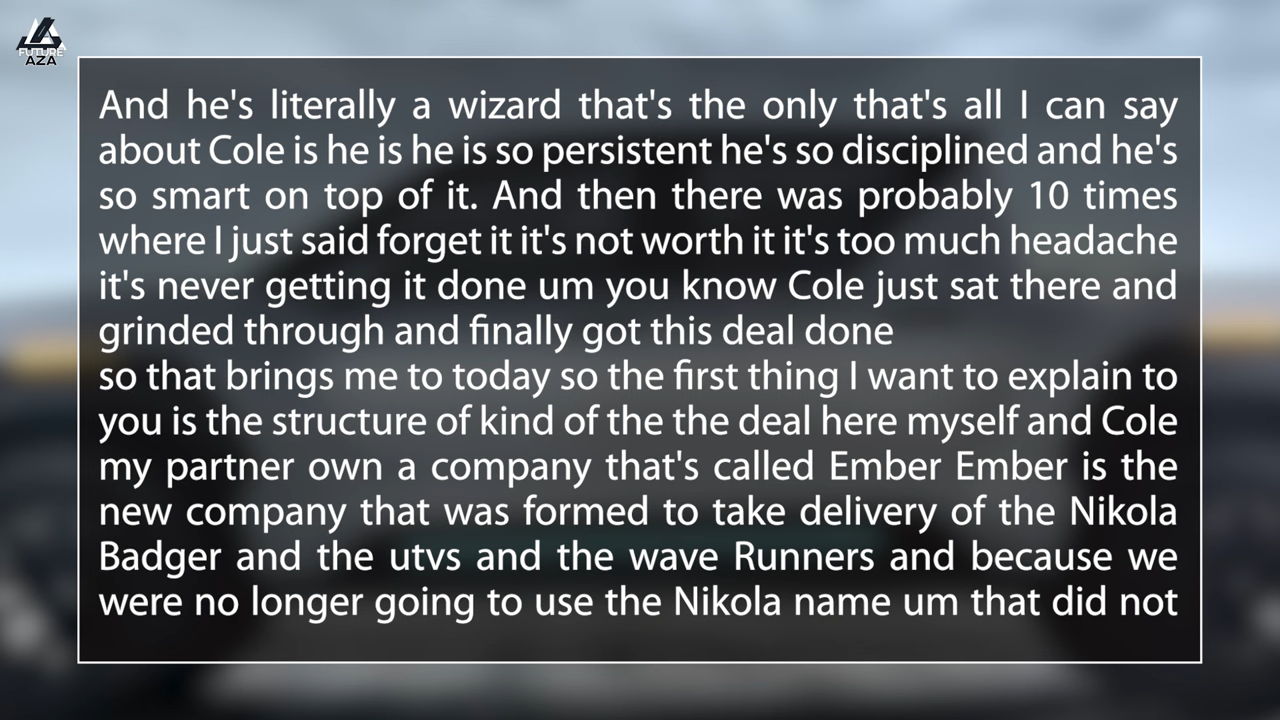 FUTURE
AZA
And he's literally a wizard that's the only that's all I can say
about Cole is he is he is so persistent he's so disciplined and he's
so smart on top of it. And then there was probably 10 times
where I just said forget it it's not worth it it's too much headache
it's never getting it done um you know Cole just sat there and
grinded through and finally got this deal done
so that brings me to today so the first thing I want to explain to
you is the structure of kind of the the deal here myself and Cole
my partner own a company that's called Ember Ember is the
new company that was formed to take delivery of the Nikola
Badger and the utvs and the wave Runners and because we
were no longer going to use the Nikola name um that did not